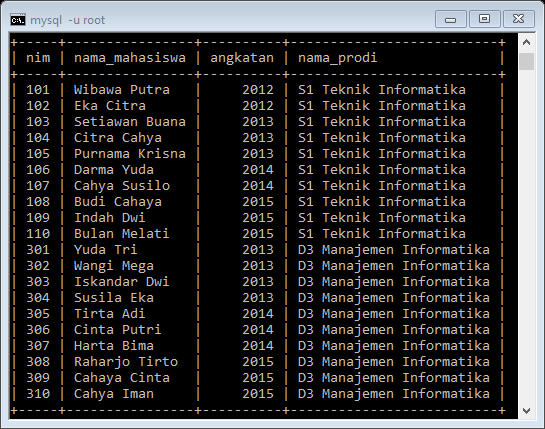 mysql -u root
+-----+----------------+----------+-------------------------+
| nim | nama_mahasiswa | angkatan | nama_prodi              |
+-----+----------------+----------+-------------------------+
| 101 | Wibawa Putra   |     2012 | S1 Teknik Informatika   |
| 102 | Eka Citra      |     2012 | S1 Teknik Informatika   |
| 103 | Setiawan Buana |     2013 | S1 Teknik Informatika   |
| 104 | Citra Cahya    |     2013 | S1 Teknik Informatika   |
| 105 | Purnama Krisna |     2013 | S1 Teknik Informatika   |
| 106 | Darma Yuda     |     2014 | S1 Teknik Informatika   |
| 107 | Cahya Susilo   |     2014 | S1 Teknik Informatika   |
| 108 | Budi Cahaya    |     2015 | S1 Teknik Informatika   |
| 109 | Indah Dwi      |     2015 | S1 Teknik Informatika   |
| 110 | Bulan Melati   |     2015 | S1 Teknik Informatika   |
| 301 | Yuda Tri       |     2013 | D3 Manajemen Informatika |
| 302 | Wangi Mega     |     2013 | D3 Manajemen Informatika |
| 303 | Iskandar Dwi   |     2013 | D3 Manajemen Informatika |
| 304 | Susila Eka     |     2013 | D3 Manajemen Informatika |
| 305 | Tirta Adi      |     2014 | D3 Manajemen Informatika |
| 306 | Cinta Putri    |     2014 | D3 Manajemen Informatika |
| 307 | Harta Bima     |     2014 | D3 Manajemen Informatika |
| 308 | Raharjo Tirto  |     2015 | D3 Manajemen Informatika |
| 309 | Cahaya Cinta   |     2015 | D3 Manajemen Informatika |
| 310 | Cahya Iman     |     2015 | D3 Manajemen Informatika |
+-----+----------------+----------+-------------------------+